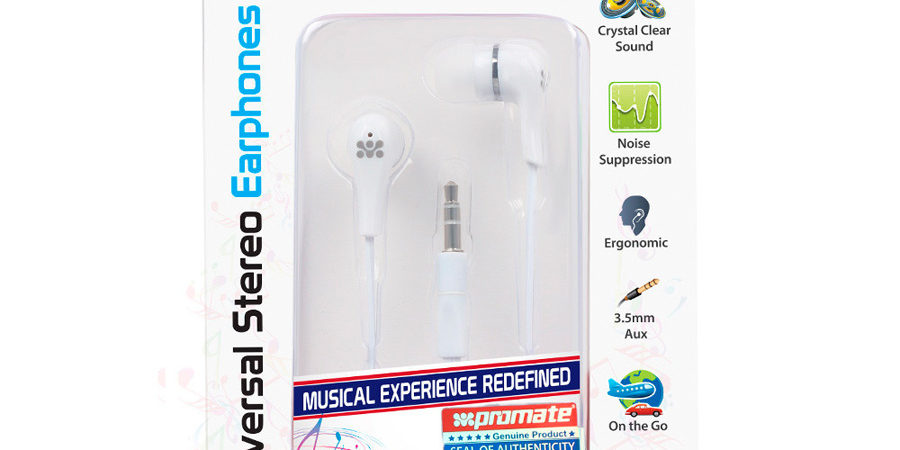 versal Stereo Earphones
Crystal Clear
Sound
Noise
Suppression
Ergonomic
3.5mm
Aux
On the Go
MUSICAL EXPERIENCE REDEFINED
promate
Genuine Product
SEAL OF AUTHENTICITY